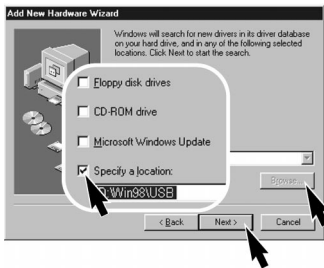 Add New Hardware Wizard
Windows will search for new drivers in its driver database
on your hard drive, and in any of the following selected
locations. Click Next to start the search.
Floppy disk drives
CD-ROM drive
Microsoft Windows Update
Specify a location:
D:\Win98\USB
Browse...
< Back
Next >
Cancel